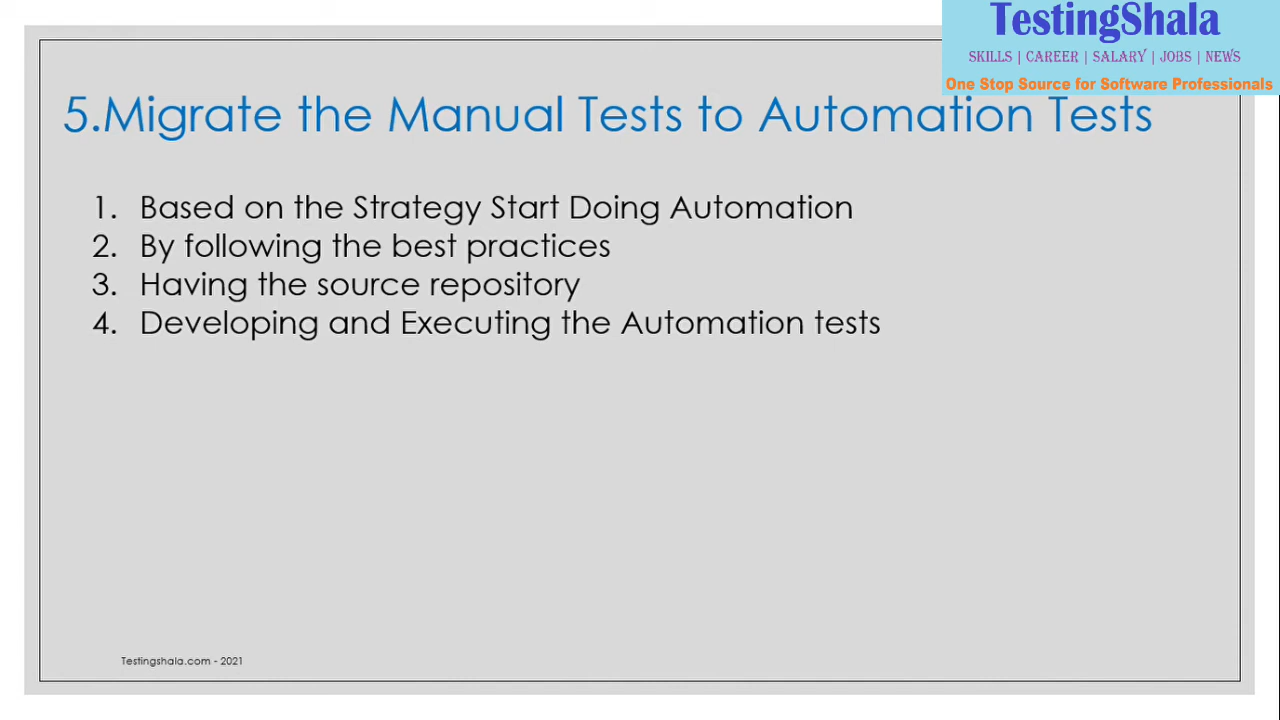 TestingShala
SKILLS | CAREER | SALARY | JOBS | NEWS
One Stop Source for Software Professionals
5.Migrate the Manual Tests to Automation Tests
1. Based on the Strategy Start Doing Automation
2. By following the best practices
3. Having the source repository
4. Developing and Executing the Automation tests
Testingshala.com - 2021